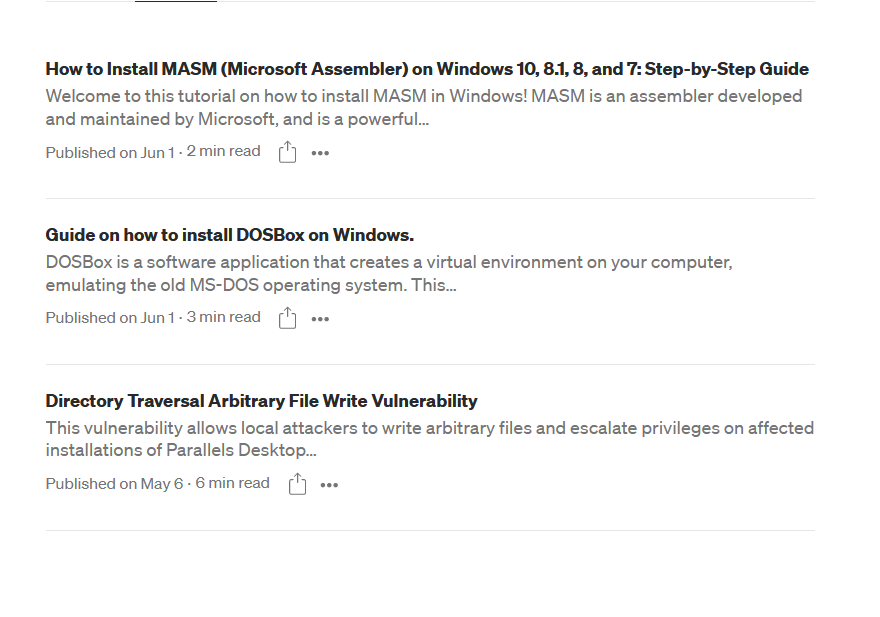 How to Install MASM (Microsoft Assembler) on Windows 10, 8.1, 8, and 7: Step-by-Step Guide
Welcome to this tutorial on how to install MASM in Windows! MASM is an assembler developed
and maintained by Microsoft, and is a powerful...
Published on Jun 1 · 2 min read
Guide on how to install DOSBox on Windows.
DOSBox is a software application that creates a virtual environment on your computer,
emulating the old MS-DOS operating system. This...
Published on Jun 1 · 3 min read
Directory Traversal Arbitrary File Write Vulnerability
This vulnerability allows local attackers to write arbitrary files and escalate privileges on affected
installations of Parallels Desktop...
Published on May 6 · 6 min read